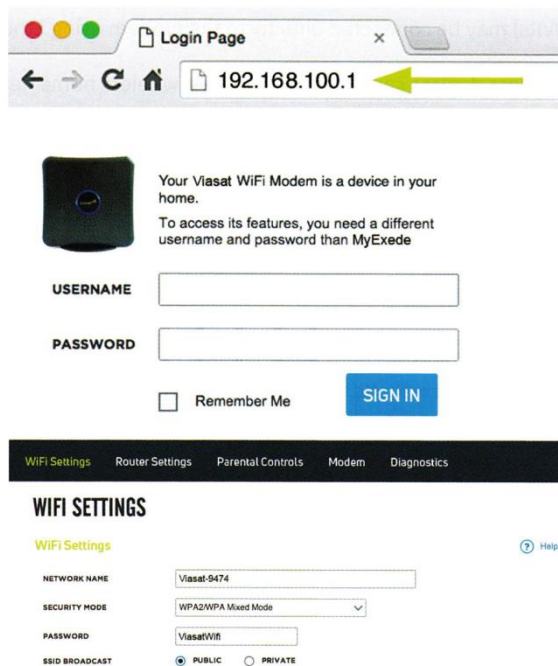 Login Page ×
192.168.100.1
Your Viasat WiFi Modem is a device in your
home.
To access its features, you need a different
username and password than MyExede
USERNAME
PASSWORD
Remember Me
SIGN IN
WiFi Settings Router Settings Parental Controls Modem Diagnostics
WIFI SETTINGS
WiFi Settings
? Help
NETWORK NAME Viasat-9474
SECURITY MODE WPA2/WPA Mixed Mode
PASSWORD ViasatWifi
SSID BROADCAST PUBLIC PRIVATE